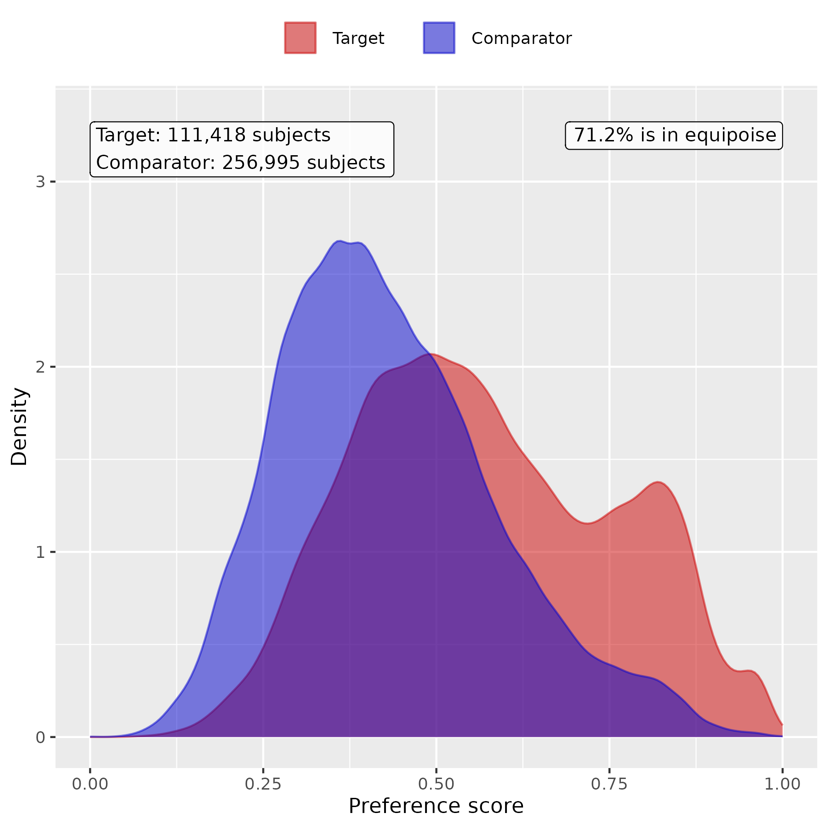 Target
Comparator
Target: 111,418 subjects
Comparator: 256,995 subjects
71.2% is in equipoise
3
2
1
0
Density
0.00
0.25
0.50
0.75
1.00
Preference score